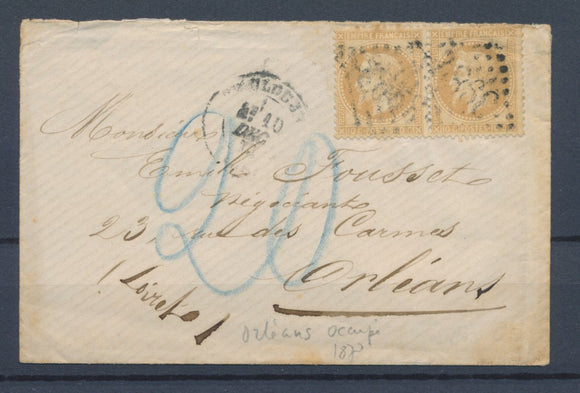 EMPIRE FRANÇAIS EMPIRE FRANÇAIS
10
DEC
20
Monsieur
Emile Fousset
Négociant
23, rue des Carmes
Orléans
(Loiret)
Orléans occupé
1870